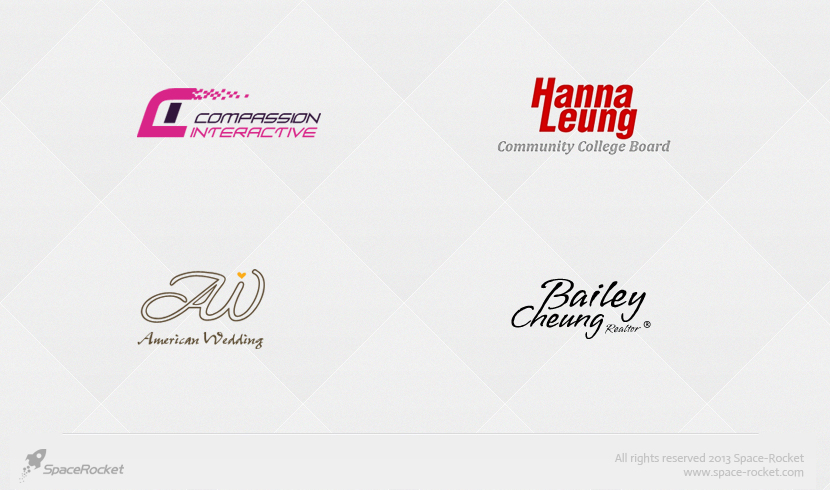 COMPASSION
INTERACTIVE
Hanna
Leung
Community College Board
AW
American Wedding
Bailey
Cheung
Realtor ®
SpaceRocket
All rights reserved 2013 Space-Rocket
www.space-rocket.com